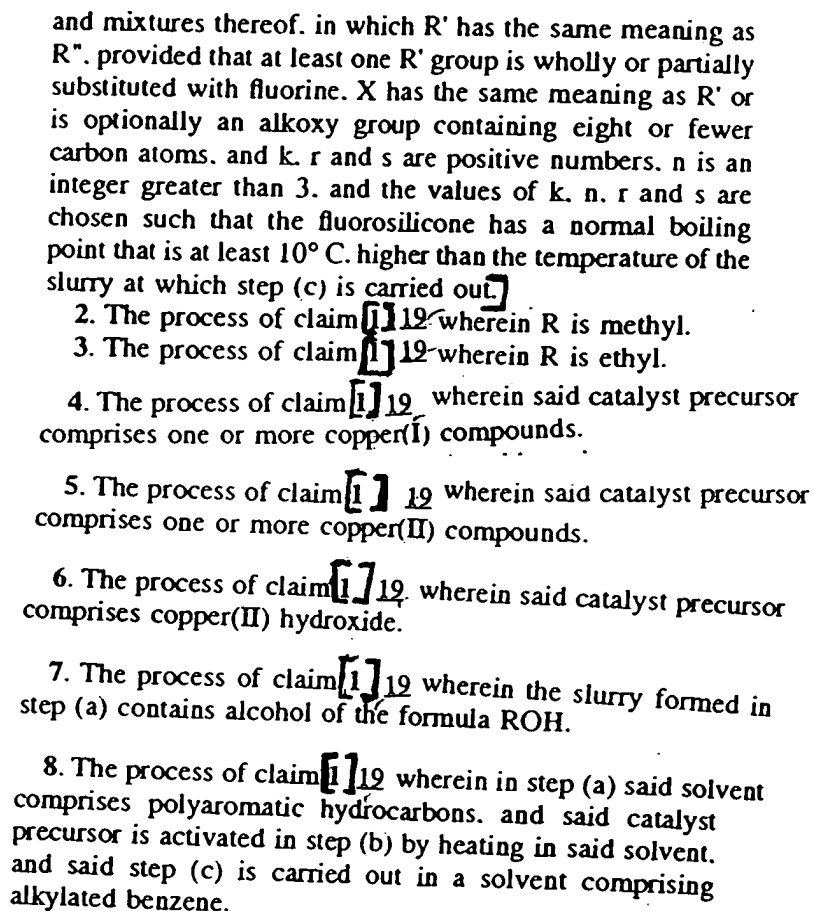 and mixtures thereof. in which R' has the same meaning as
R". provided that at least one R' group is wholly or partially
substituted with fluorine. X has the same meaning as R' or
is optionally an alkoxy group containing eight or fewer
carbon atoms. and k. r and s are positive numbers. n is an
integer greater than 3. and the values of k. n. r and s are
chosen such that the fluorosilicone has a normal boiling
point that is at least 10° C. higher than the temperature of the
slurry at which step (c) is carried out.]
2. The process of claim [1] 19 wherein R is methyl.
3. The process of claim [1] 19 wherein R is ethyl.
4. The process of claim [1] 19 wherein said catalyst precursor
comprises one or more copper(I) compounds.
5. The process of claim [1] 19 wherein said catalyst precursor
comprises one or more copper(II) compounds.
6. The process of claim [1] 19. wherein said catalyst precursor
comprises copper(II) hydroxide.
7. The process of claim [1] 19 wherein the slurry formed in
step (a) contains alcohol of the formula ROH.
8. The process of claim [1] 19 wherein in step (a) said solvent
comprises polyaromatic hydrocarbons. and said catalyst
precursor is activated in step (b) by heating in said solvent.
and said step (c) is carried out in a solvent comprising
alkylated benzene.